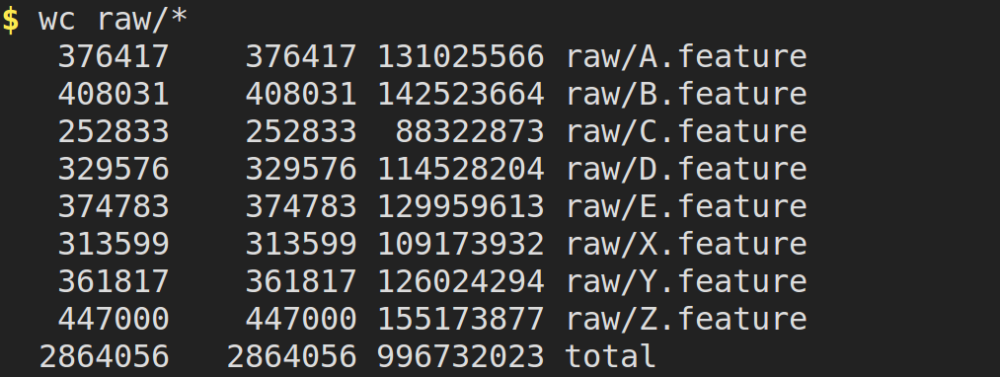 $ wc raw/*
376417 376417 131025566 raw/A.feature
408031 408031 142523664 raw/B.feature
252833 252833 88322873 raw/C.feature
329576 329576 114528204 raw/D.feature
374783 374783 129959613 raw/E.feature
313599 313599 109173932 raw/X.feature
361817 361817 126024294 raw/Y.feature
447000 447000 155173877 raw/Z.feature
2864056 2864056 996732023 total